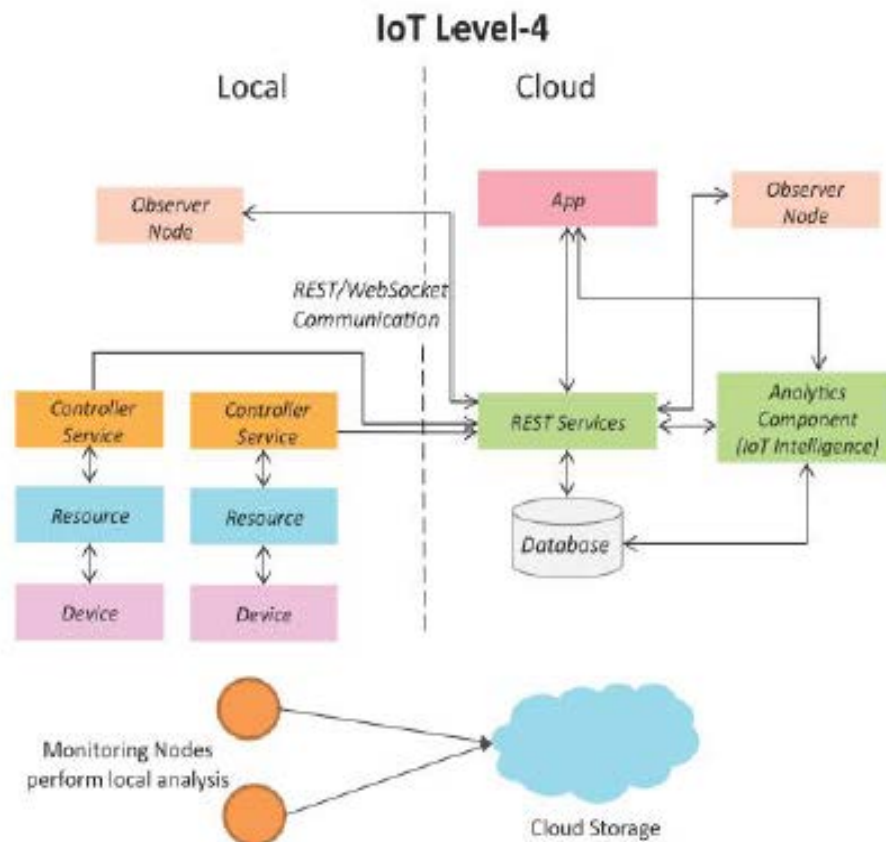 IoT Level-4
Local
Cloud
Observer
Node
App
Observer
Node
REST/WebSocket
Communication
Controller
Service
Controller
Service
REST Services
Analytics
Component
(IoT Intelligence)
Resource
Resource
Database
Device
Device
Monitoring Nodes
perform local analysis
Cloud Storage